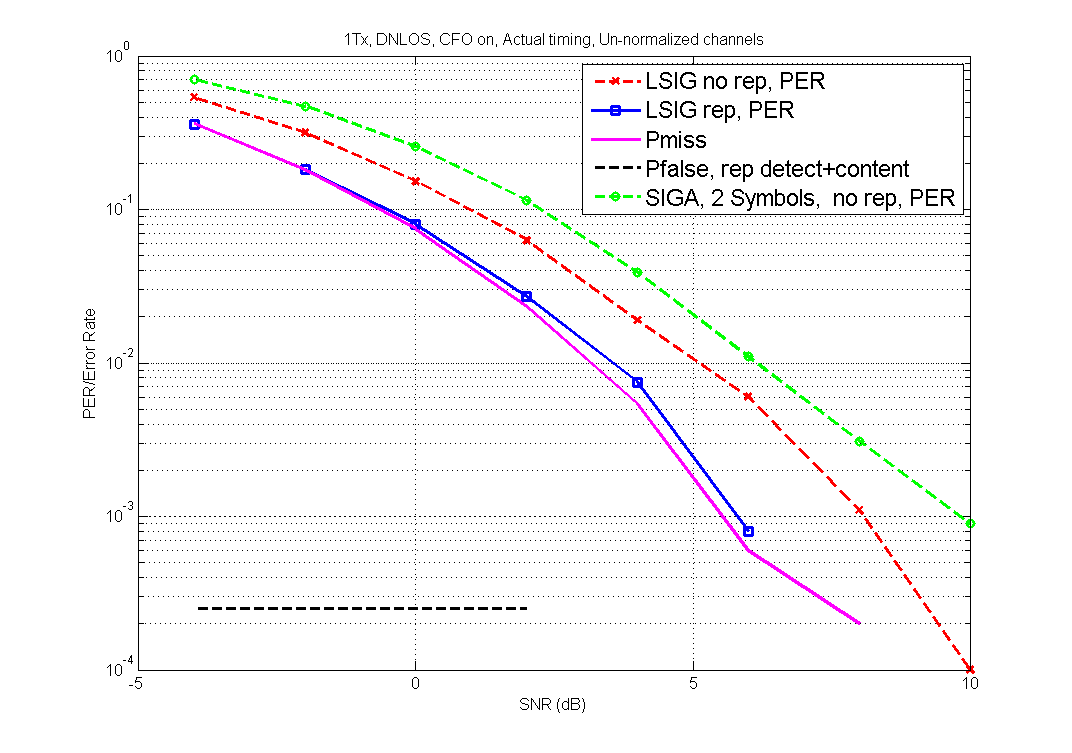 1Tx, DNLOS, CFO on, Actual timing, Un-normalized channels
10^0
10^-1
10^-2
10^-3
10^-4
PER/Error Rate
LSIG no rep, PER
LSIG rep, PER
Pmiss
Pfalse, rep detect+content
SIGA, 2 Symbols,  no rep, PER
-5
0
5
10
SNR (dB)